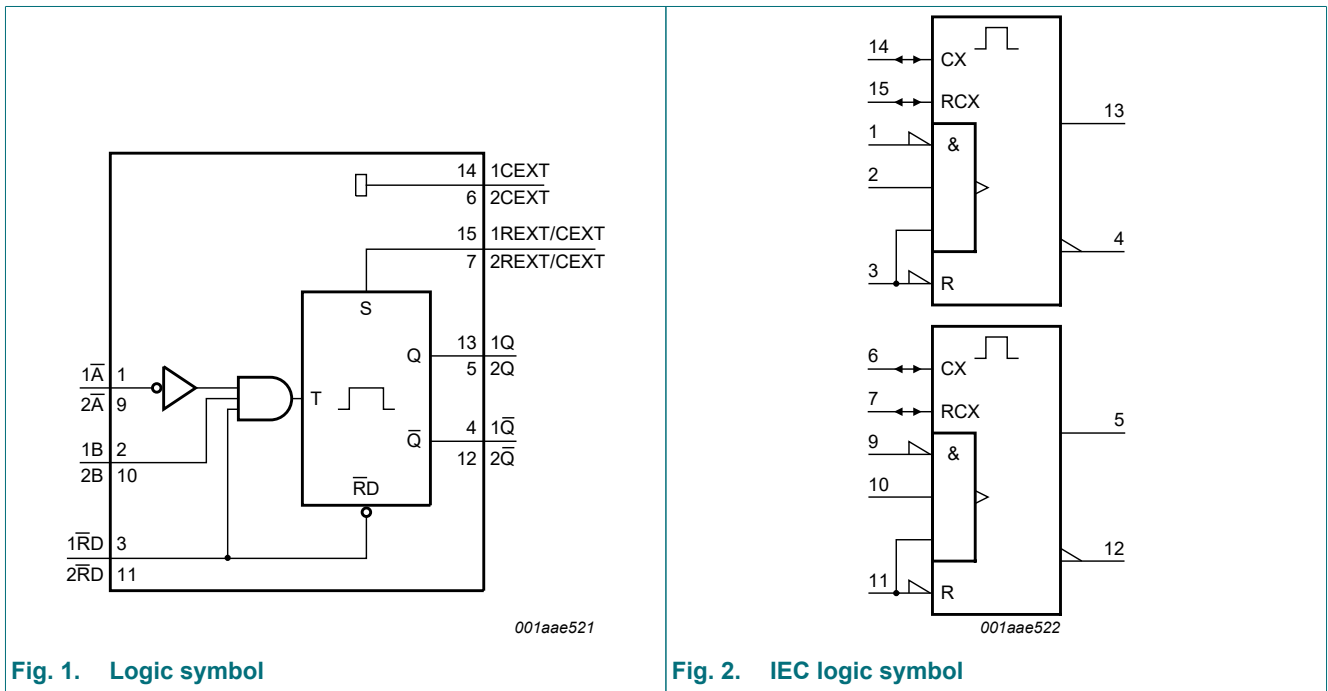 14 1CEXT
6 2CEXT
15 1REXT/CEXT
7 2REXT/CEXT
S
Q
13 1Q
5 2Q
1A̅ 1
2A̅ 9
T
Q̅
4 1Q̅
12 2Q̅
1B 2
2B 10
R̅D̅
1R̅D̅ 3
2R̅D̅ 11
001aae521
Fig. 1. Logic symbol
14 CX
15 RCX
13
1 &
2
4
3 R
6 CX
7 RCX
5
9 &
10
12
11 R
001aae522
Fig. 2. IEC logic symbol